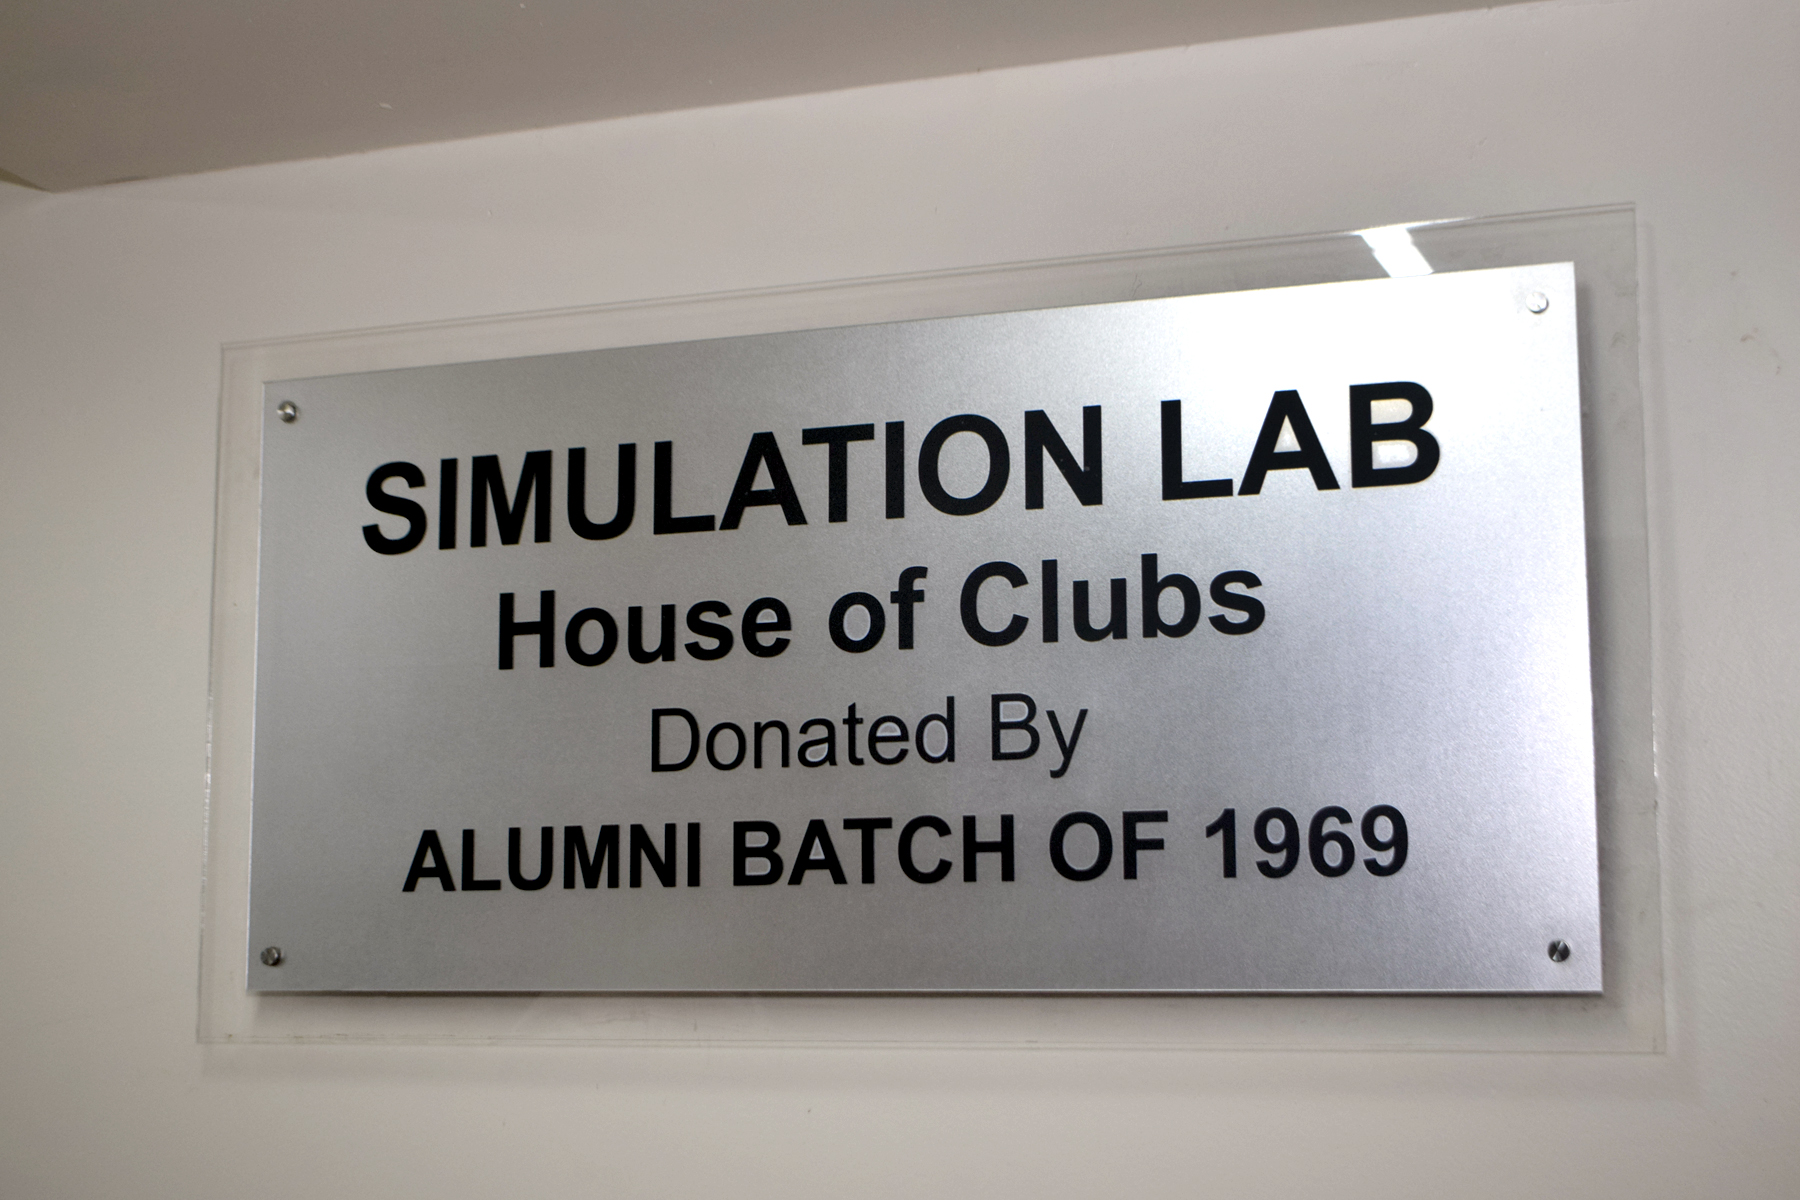 SIMULATION LAB
House of Clubs
Donated By
ALUMNI BATCH OF 1969